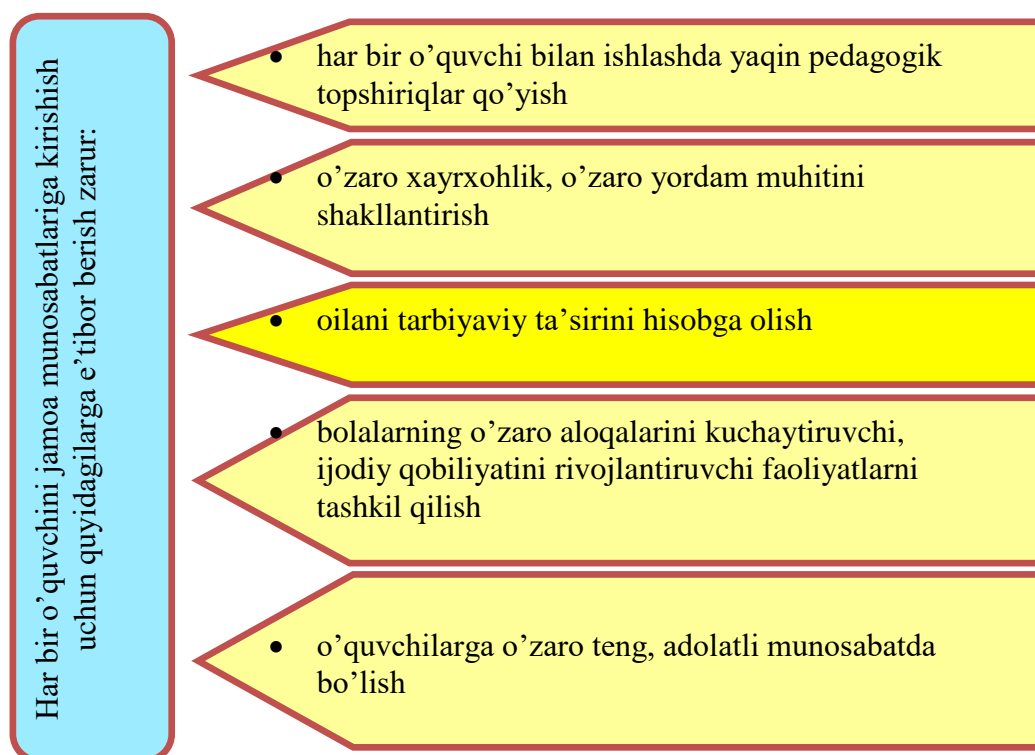 Har bir o’quvchini jamoa munosabatlariga kirishish
uchun quyidagilarga e’tibor berish zarur:
• har bir o’quvchi bilan ishlashda yaqin pedagogik
topshiriqlar qo’yish
• o’zaro xayrxohlik, o’zaro yordam muhitini
shakllantirish
• oilani tarbiyaviy ta’sirini hisobga olish
• bolalarning o’zaro aloqalarini kuchaytiruvchi,
ijodiy qobiliyatini rivojlantiruvchi faoliyatlarni
tashkil qilish
• o’quvchilarga o’zaro teng, adolatli munosabatda
bo’lish